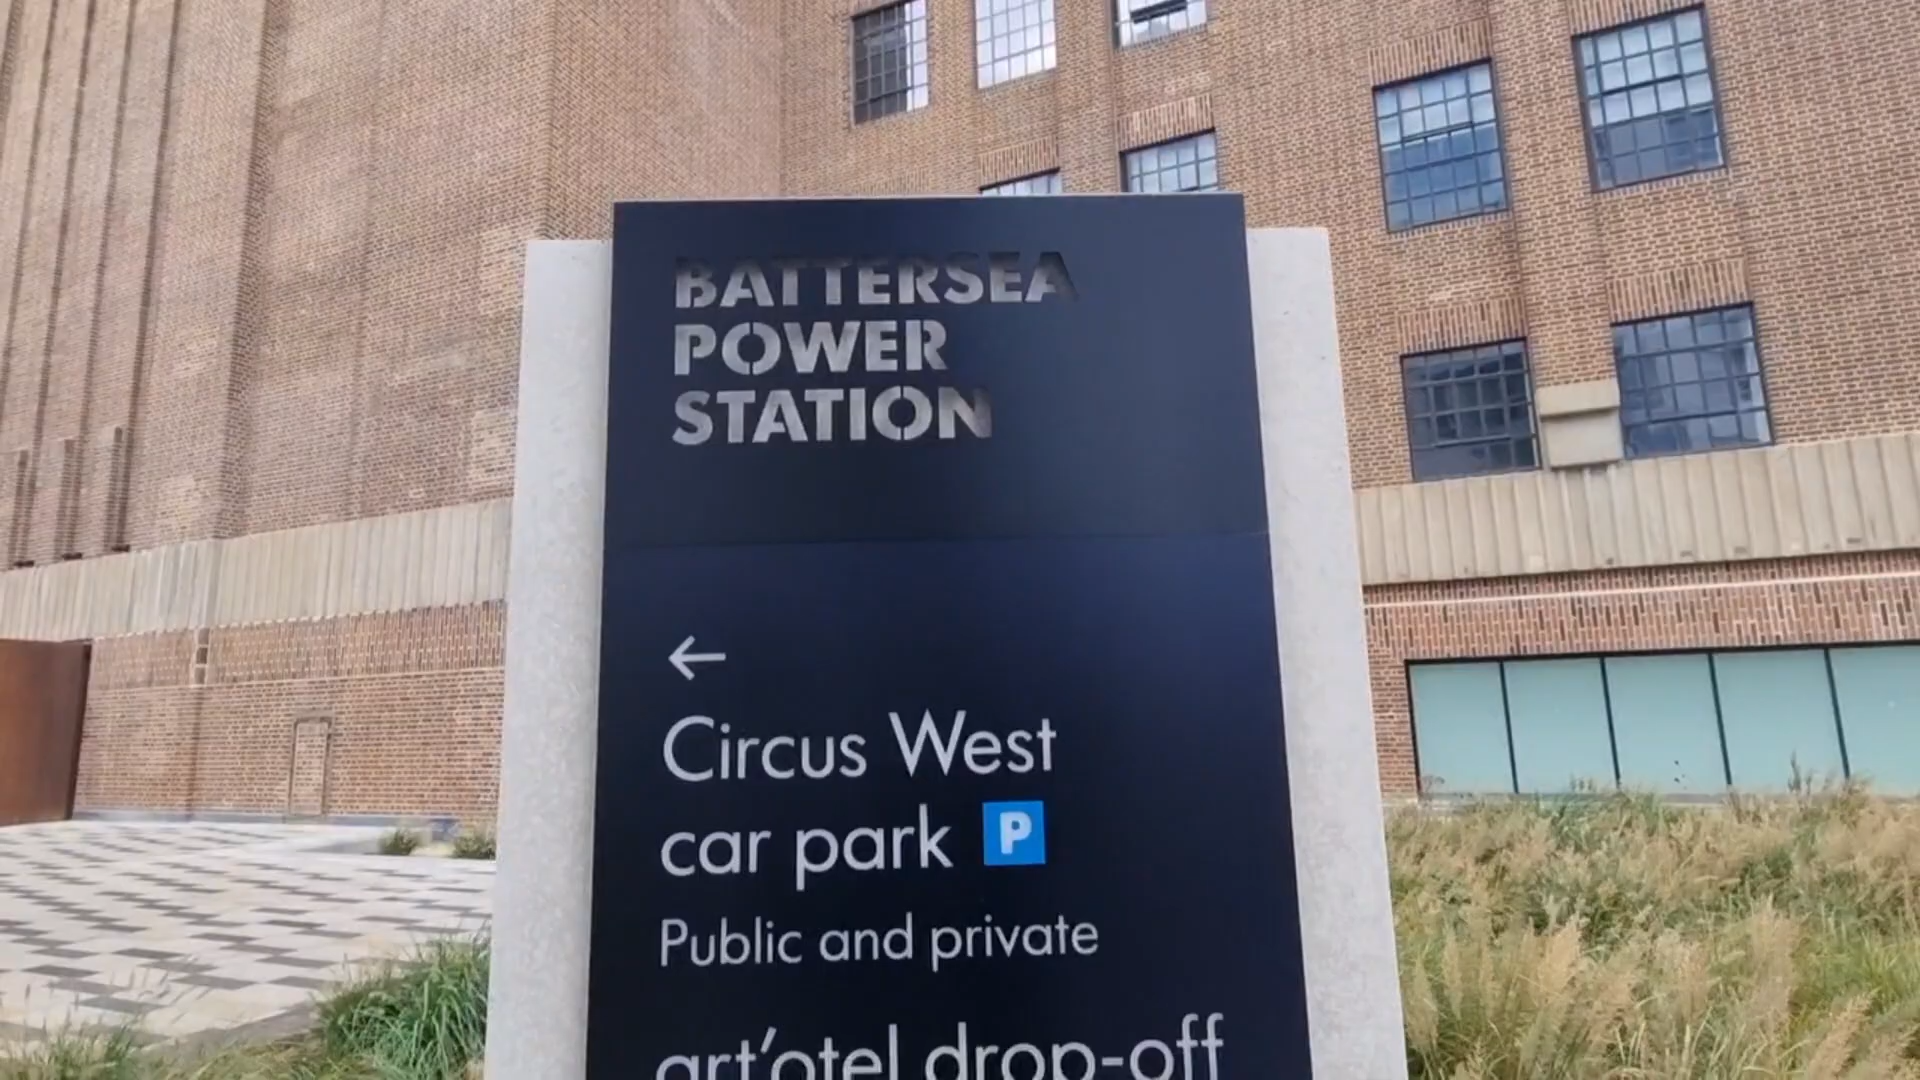 BATTERSEA
POWER
STATION
←
Circus West
car park P
Public and private
art'otel drop-off